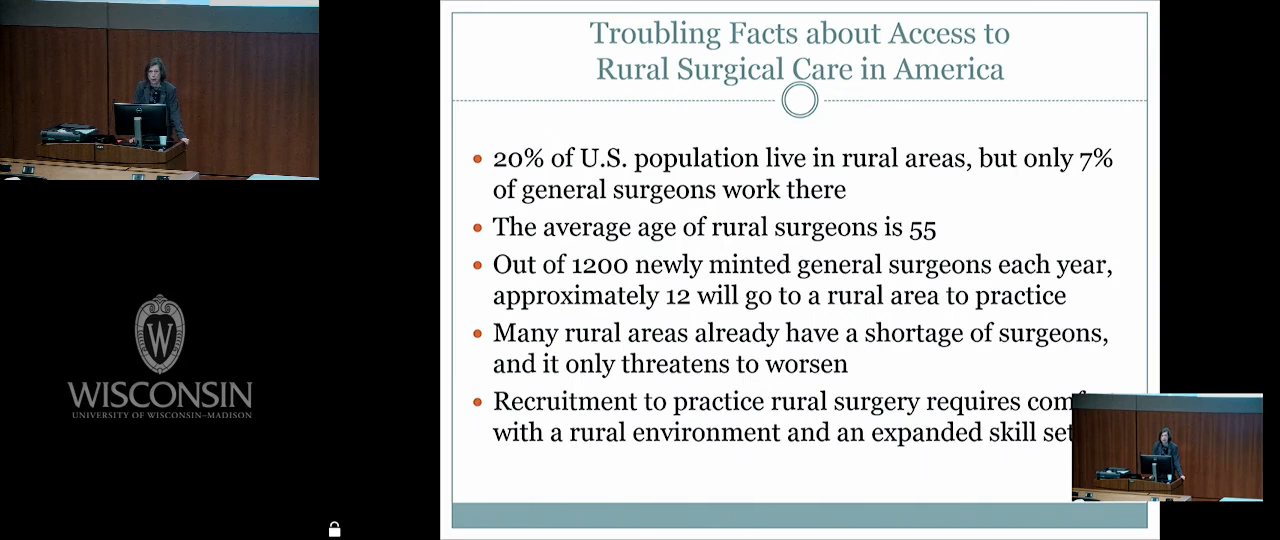 Troubling Facts about Access to
Rural Surgical Care in America
• 20% of U.S. population live in rural areas, but only 7%
of general surgeons work there
• The average age of rural surgeons is 55
• Out of 1200 newly minted general surgeons each year,
approximately 12 will go to a rural area to practice
• Many rural areas already have a shortage of surgeons,
and it only threatens to worsen
• Recruitment to practice rural surgery requires
with a rural environment and an expanded skill set
W
WISCONSIN
UNIVERSITY OF WISCONSIN–MADISON